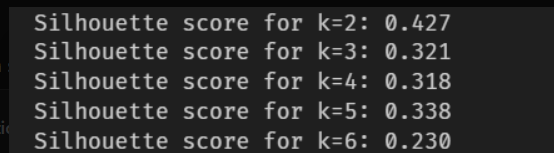 Silhouette score for k=2: 0.427
Silhouette score for k=3: 0.321
Silhouette score for k=4: 0.318
Silhouette score for k=5: 0.338
Silhouette score for k=6: 0.230